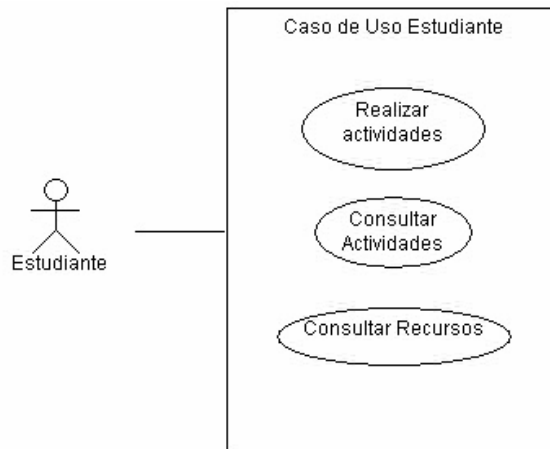 Caso de Uso Estudiante
Realizar
actividades
Consultar
Actividades
Estudiante
Consultar Recursos